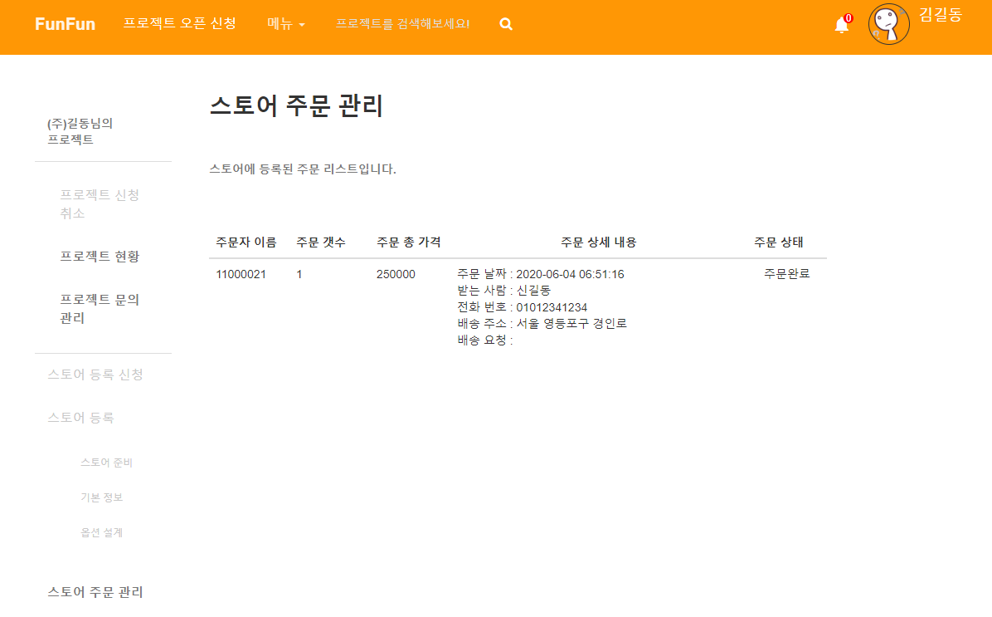 FunFun 프로젝트 오픈 신청 메뉴 프로젝트를 검색해보세요! 0 김길동
스토어 주문 관리
(주)길동님의
프로젝트
스토어에 등록된 주문 리스트입니다.
프로젝트 신청
취소
프로젝트 현황
프로젝트 문의
관리
스토어 등록 신청
스토어 등록
스토어 준비
기본 정보
옵션 설계
스토어 주문 관리
주문자 이름 주문 갯수 주문 총 가격 주문 상세 내용 주문 상태
11000021 1 250000 주문 날짜 : 2020-06-04 06:51:16 주문완료
받는 사람 : 신길동
전화 번호 : 01012341234
배송 주소 : 서울 영등포구 경인로
배송 요청 :